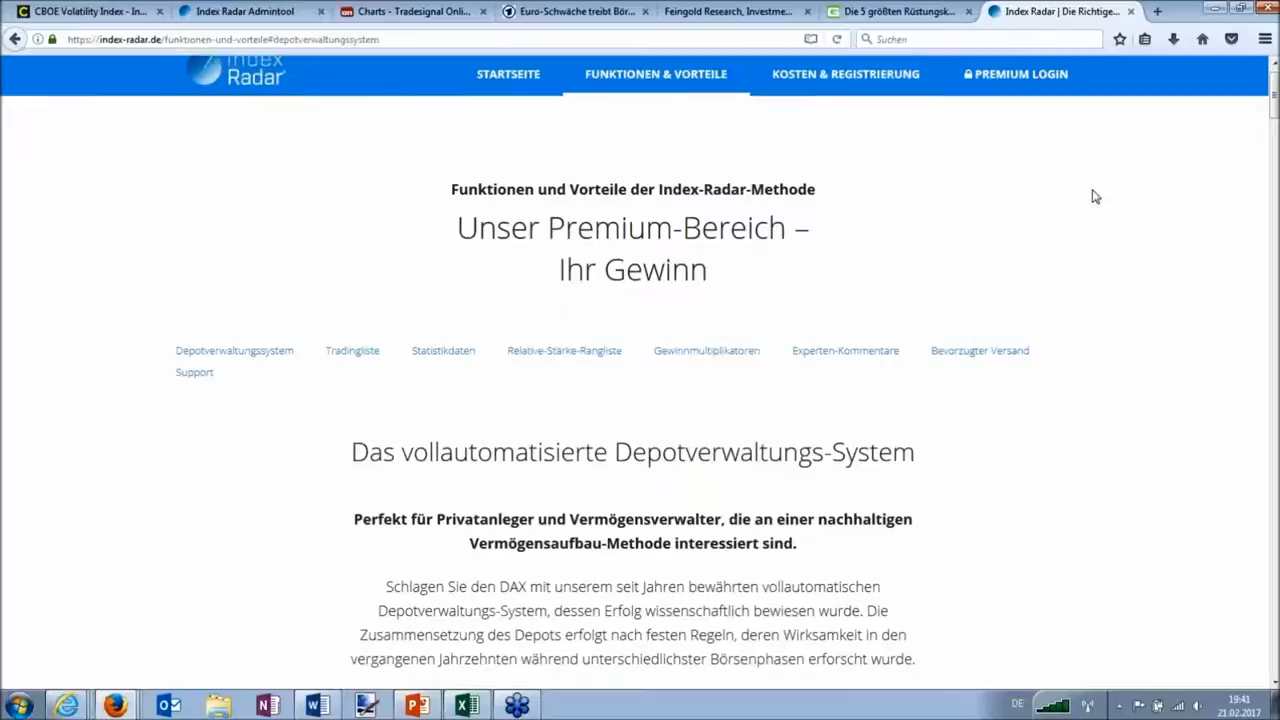 CBOE Volatility Index - In...
Index Radar Admintool
Charts - Tradesignal Onli...
Euro-Schwäche treibt Bör...
Feingold Research, Investme...
Die 5 größten Rüstungsk...
Index Radar | Die Richtige...
https://index-radar.de/funktionen-und-vorteile#depotverwaltungssystem
Suchen
Index
Radar
STARTSEITE
FUNKTIONEN & VORTEILE
KOSTEN & REGISTRIERUNG
PREMIUM LOGIN
Funktionen und Vorteile der Index-Radar-Methode
Unser Premium-Bereich –
Ihr Gewinn
Depotverwaltungssystem
Tradingliste
Statistikdaten
Relative-Stärke-Rangliste
Gewinnmultiplikatoren
Experten-Kommentare
Bevorzugter Versand
Support
Das vollautomatisierte Depotverwaltungs-System
Perfekt für Privatanleger und Vermögensverwalter, die an einer nachhaltigen
Vermögensaufbau-Methode interessiert sind.
Schlagen Sie den DAX mit unserem seit Jahren bewährten vollautomatischen
Depotverwaltungs-System, dessen Erfolg wissenschaftlich bewiesen wurde. Die
Zusammensetzung des Depots erfolgt nach festen Regeln, deren Wirksamkeit in den
vergangenen Jahrzehnten während unterschiedlichster Börsenphasen erforscht wurde.
DE
19:41
21.02.2017